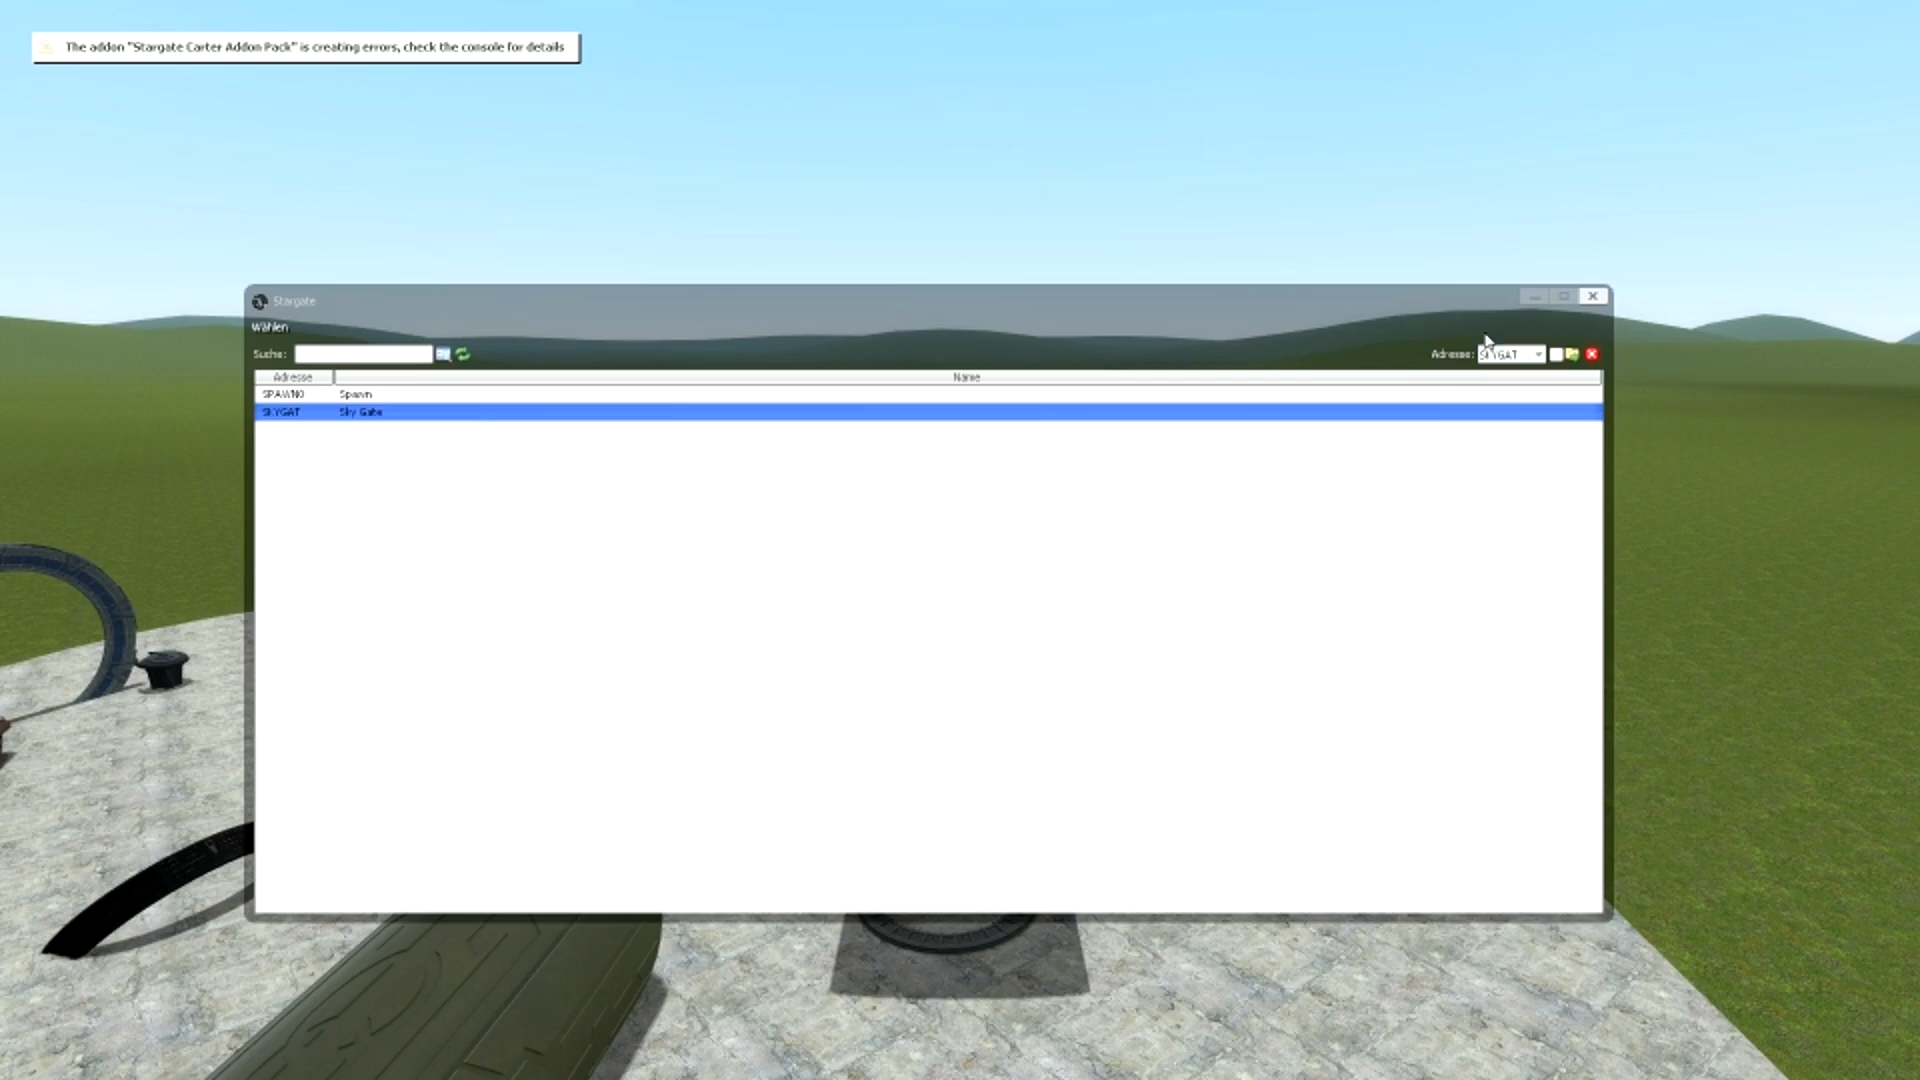 The addon "Stargate Carter Addon Pack" is creating errors, check the console for details
Stargate
Wählen
Suche:
Adresse: SKYGAT
Adresse Name
SPAWN0 Spawn
SKYGAT Sky Gate